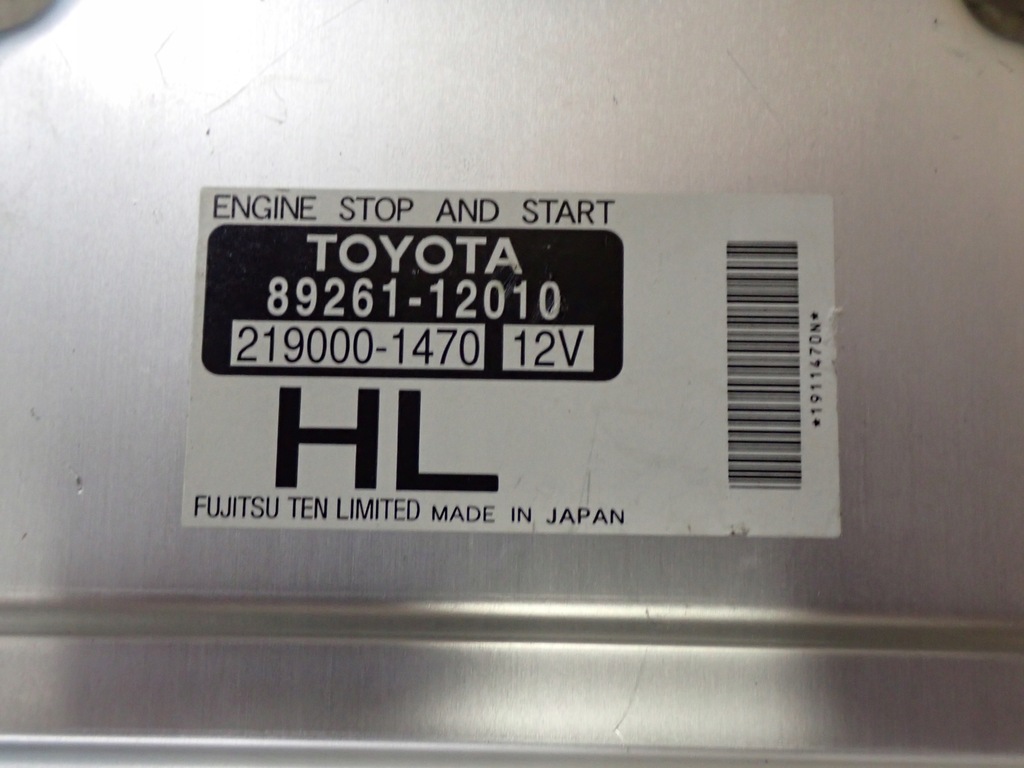 ENGINE STOP AND START
TOYOTA
89261-12010
219000-1470 12V
HL
FUJITSU TEN LIMITED MADE IN JAPAN
*1911470N*